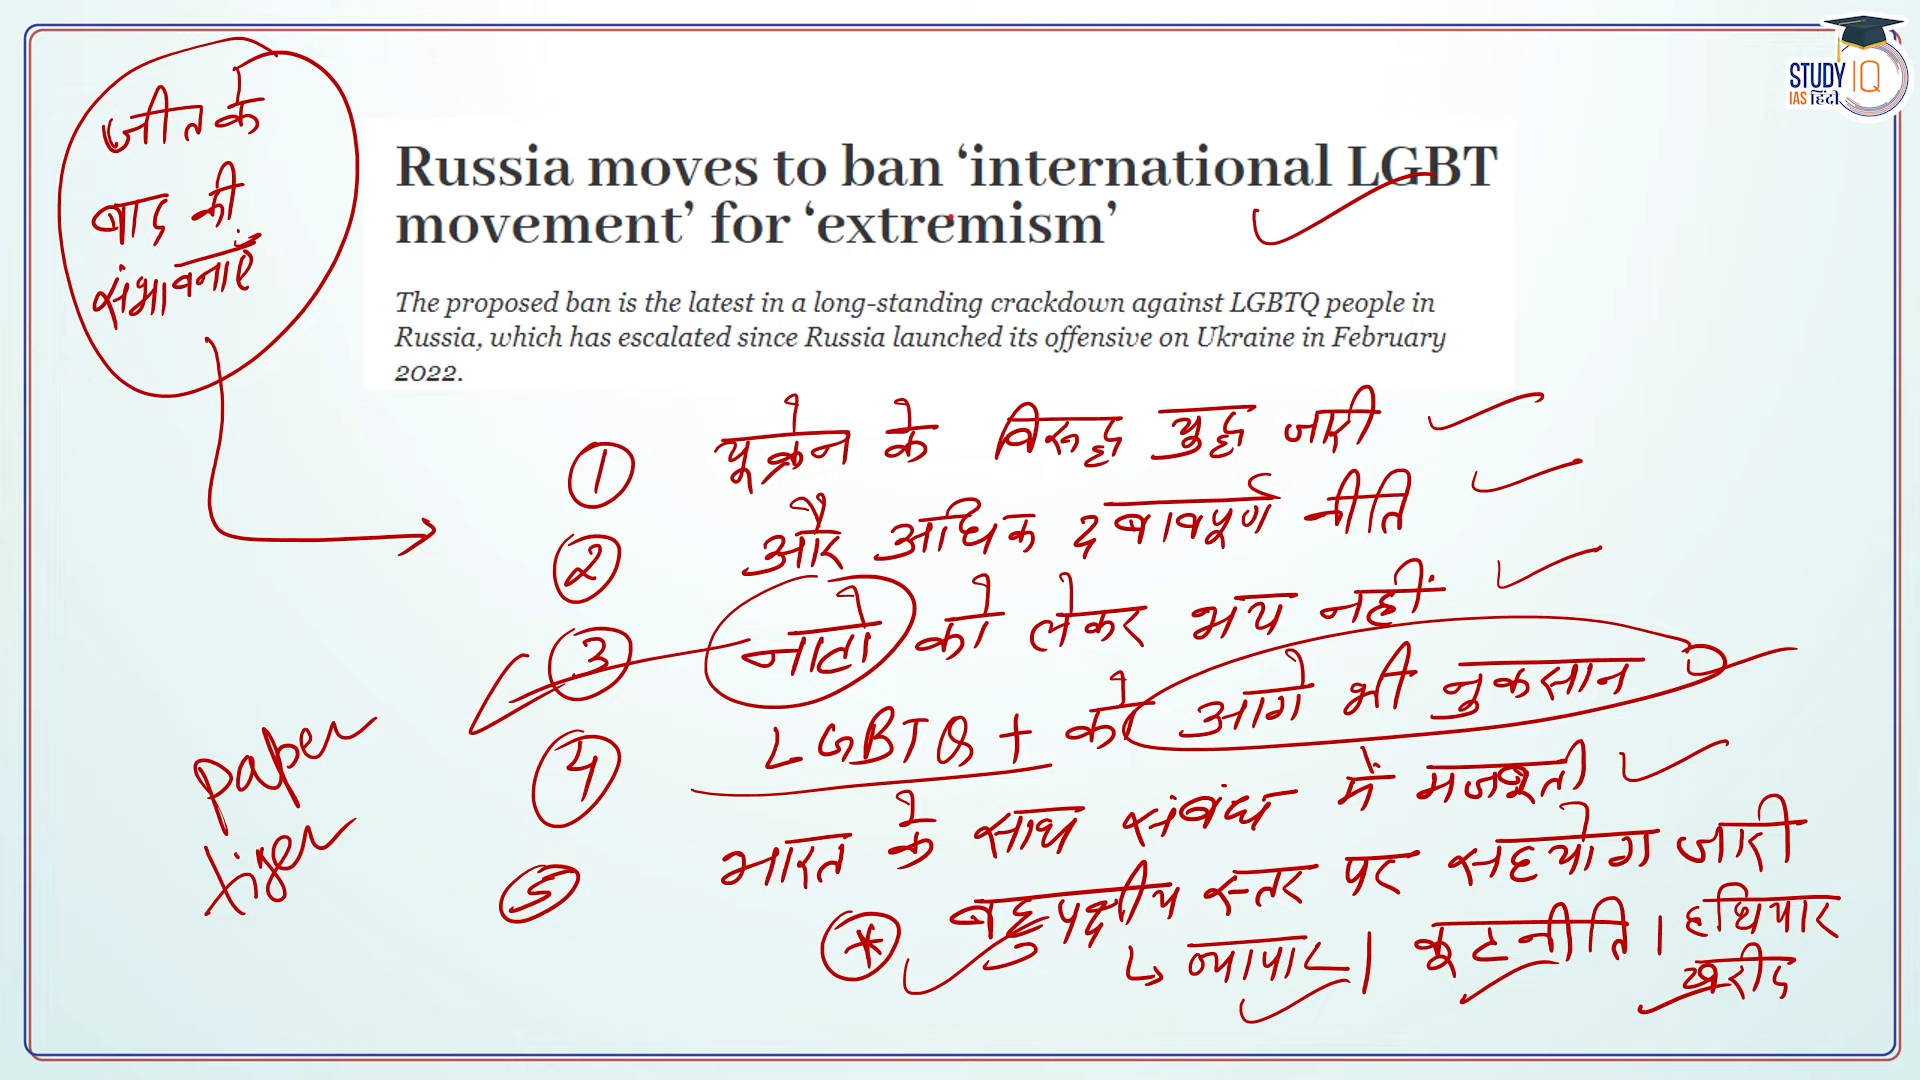 STUDY IQ
IAS हिंदी
जीत के
बाद की
संभावनाएँ
Russia moves to ban ‘international LGBT
movement’ for ‘extremism’
The proposed ban is the latest in a long-standing crackdown against LGBTQ people in
Russia, which has escalated since Russia launched its offensive on Ukraine in February
2022.
① यूक्रेन के विरूद्ध युद्ध जारी
② और अधिक दबावपूर्ण नीति
③ नाटो को लेकर भय नहीं
④ LGBTQ+ को आगे भी नुकसान
⑤ भारत के साथ संबंध में मजबूती
* बहुपक्षीय स्तर पर सहयोग जारी
↳ व्यापार | कूटनीति | हथियार
खरीद
paper
tiger